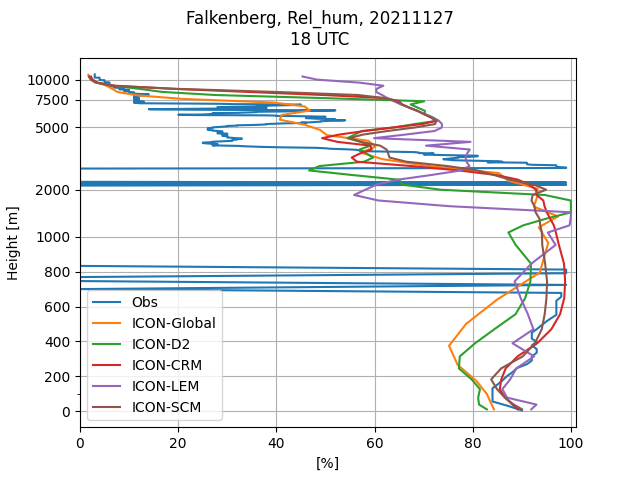 Falkenberg, Rel_hum, 20211127
18 UTC
10000
7500
5000
2000
1000
800
600
400
200
0
Height [m]
Obs
ICON-Global
ICON-D2
ICON-CRM
ICON-LEM
ICON-SCM
0 20 40 60 80 100
[%]